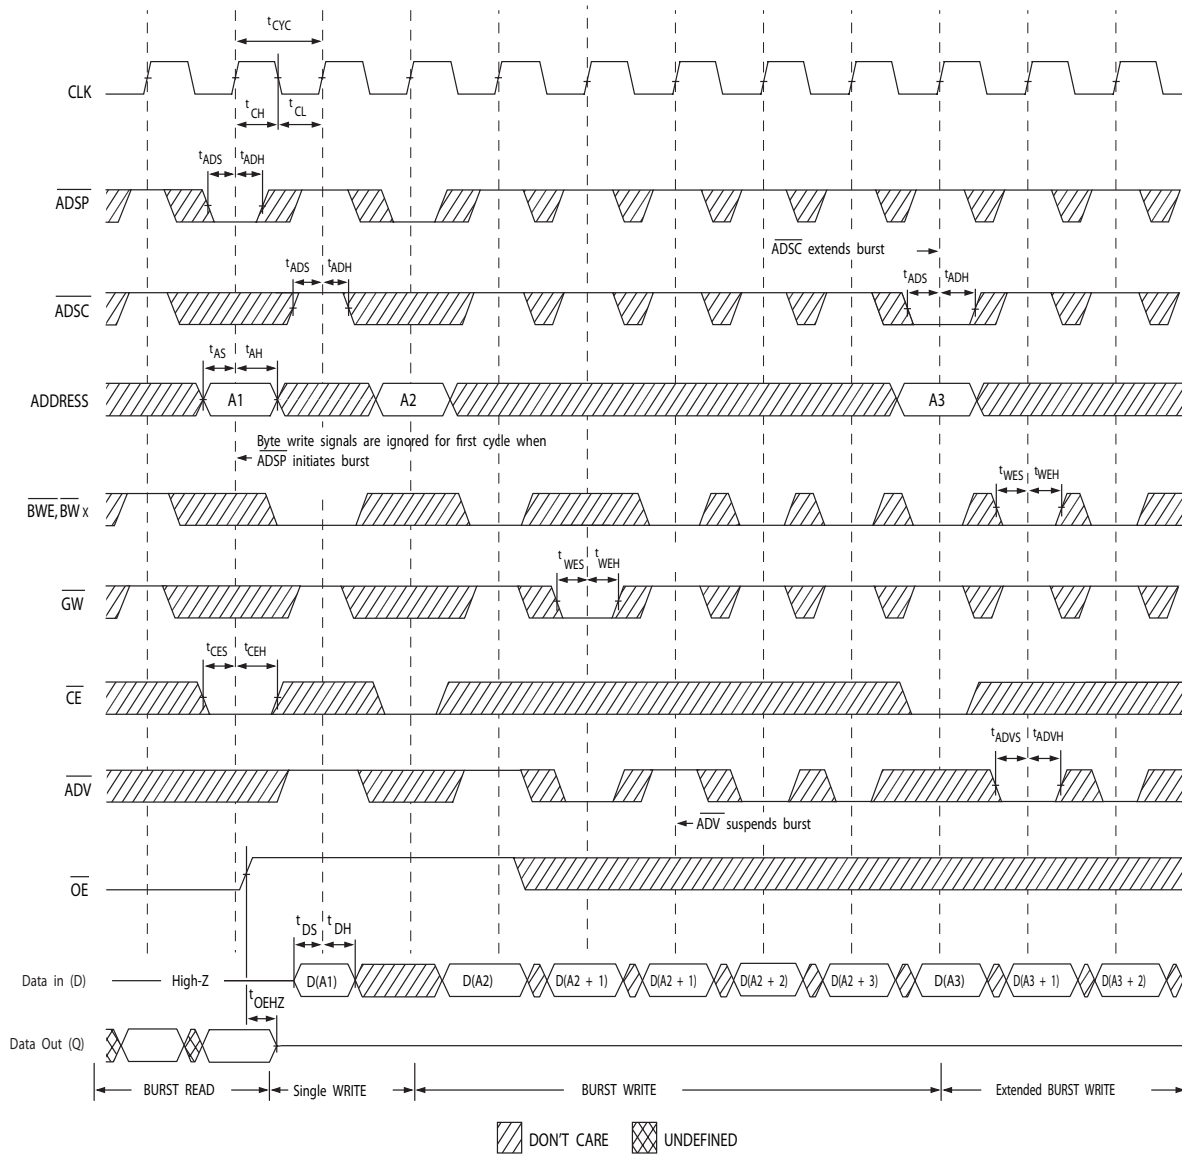 tCYC
CLK
tCH
tCL
tADS
tADH
ADSP
ADSC extends burst
tADS
tADH
tADS
tADH
ADSC
tAS
tAH
ADDRESS
A1
A2
A3
Byte write signals are ignored for first cycle when
ADSP initiates burst
tWES
tWEH
BWE, BW x
tWES
tWEH
GW
tCES
tCEH
CE
tADVS
tADVH
ADV
ADV suspends burst
OE
tDS
tDH
Data in (D)
High-Z
D(A1)
D(A2)
D(A2 + 1)
D(A2 + 1)
D(A2 + 2)
D(A2 + 3)
D(A3)
D(A3 + 1)
D(A3 + 2)
tOEHZ
Data Out (Q)
BURST READ
Single WRITE
BURST WRITE
Extended BURST WRITE
DON'T CARE
UNDEFINED